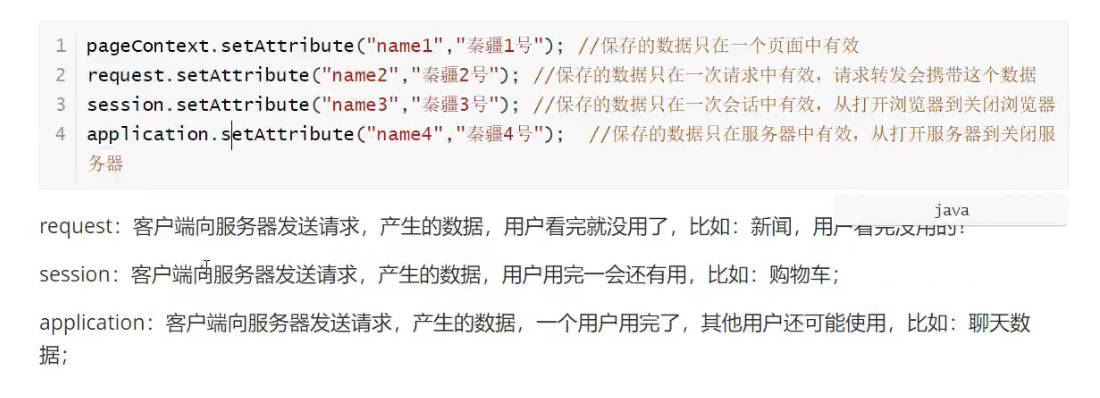 1 pageContext.setAttribute("name1","秦疆1号"); //保存的数据只在一个页面中有效
2 request.setAttribute("name2","秦疆2号"); //保存的数据只在一次请求中有效，请求转发会携带这个数据
3 session.setAttribute("name3","秦疆3号"); //保存的数据只在一次会话中有效，从打开浏览器到关闭浏览器
4 application.setAttribute("name4","秦疆4号"); //保存的数据只在服务器中有效，从打开服务器到关闭服
务器
java
request：客户端向服务器发送请求，产生的数据，用户看完就没用了，比如：新闻，用户看完没用的！
session：客户端向服务器发送请求，产生的数据，用户用完一会还有用，比如：购物车；
application：客户端向服务器发送请求，产生的数据，一个用户用完了，其他用户还可能使用，比如：聊天数
据；